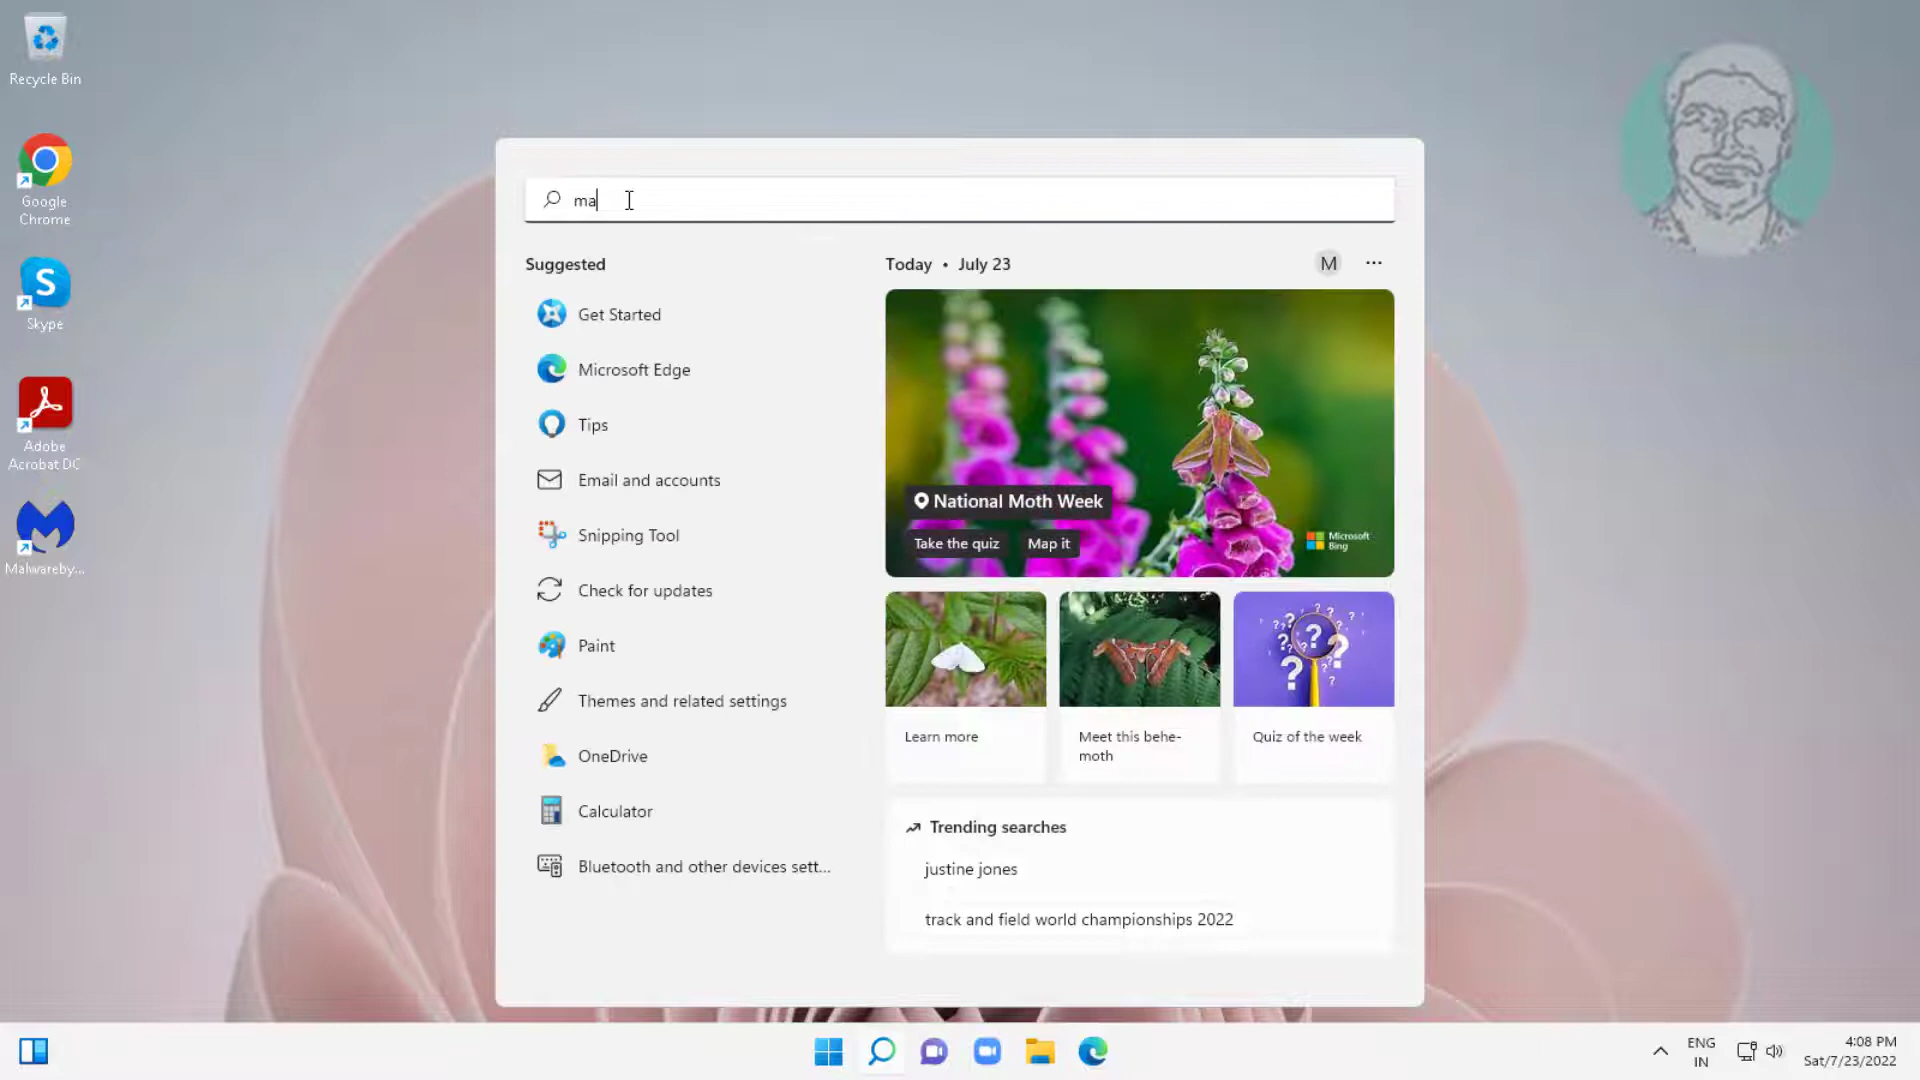 Recycle Bin
Google
Chrome
S
Skype
Adobe
Acrobat DC
Malwareby...
ma
Suggested
Get Started
Microsoft Edge
Tips
Email and accounts
Snipping Tool
Check for updates
Paint
Themes and related settings
OneDrive
Calculator
Bluetooth and other devices sett...
Today • July 23
M
...
National Moth Week
Take the quiz
Map it
Microsoft
Bing
Learn more
Meet this behe-
moth
Quiz of the week
Trending searches
justine jones
track and field world championships 2022
ENG
IN
4:08 PM
Sat/7/23/2022